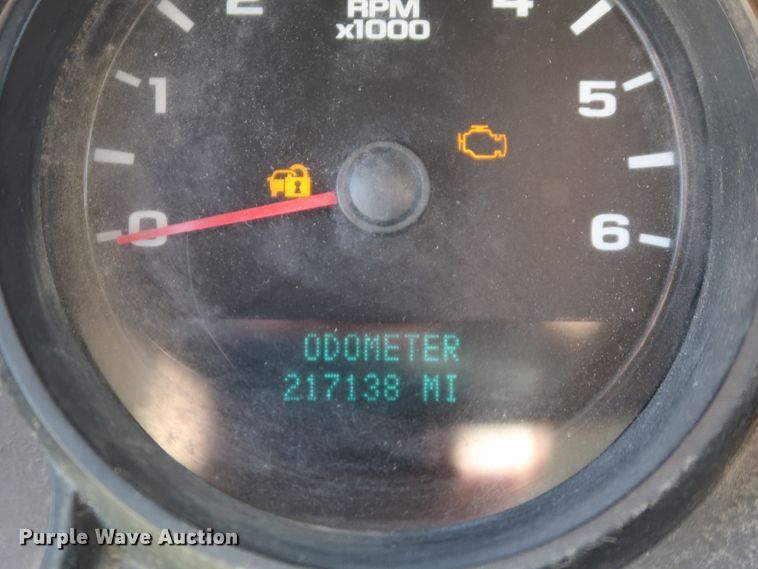 2
RPM
x1000
4
1
5
0
6
ODOMETER
217138 MI
Purple Wave Auction